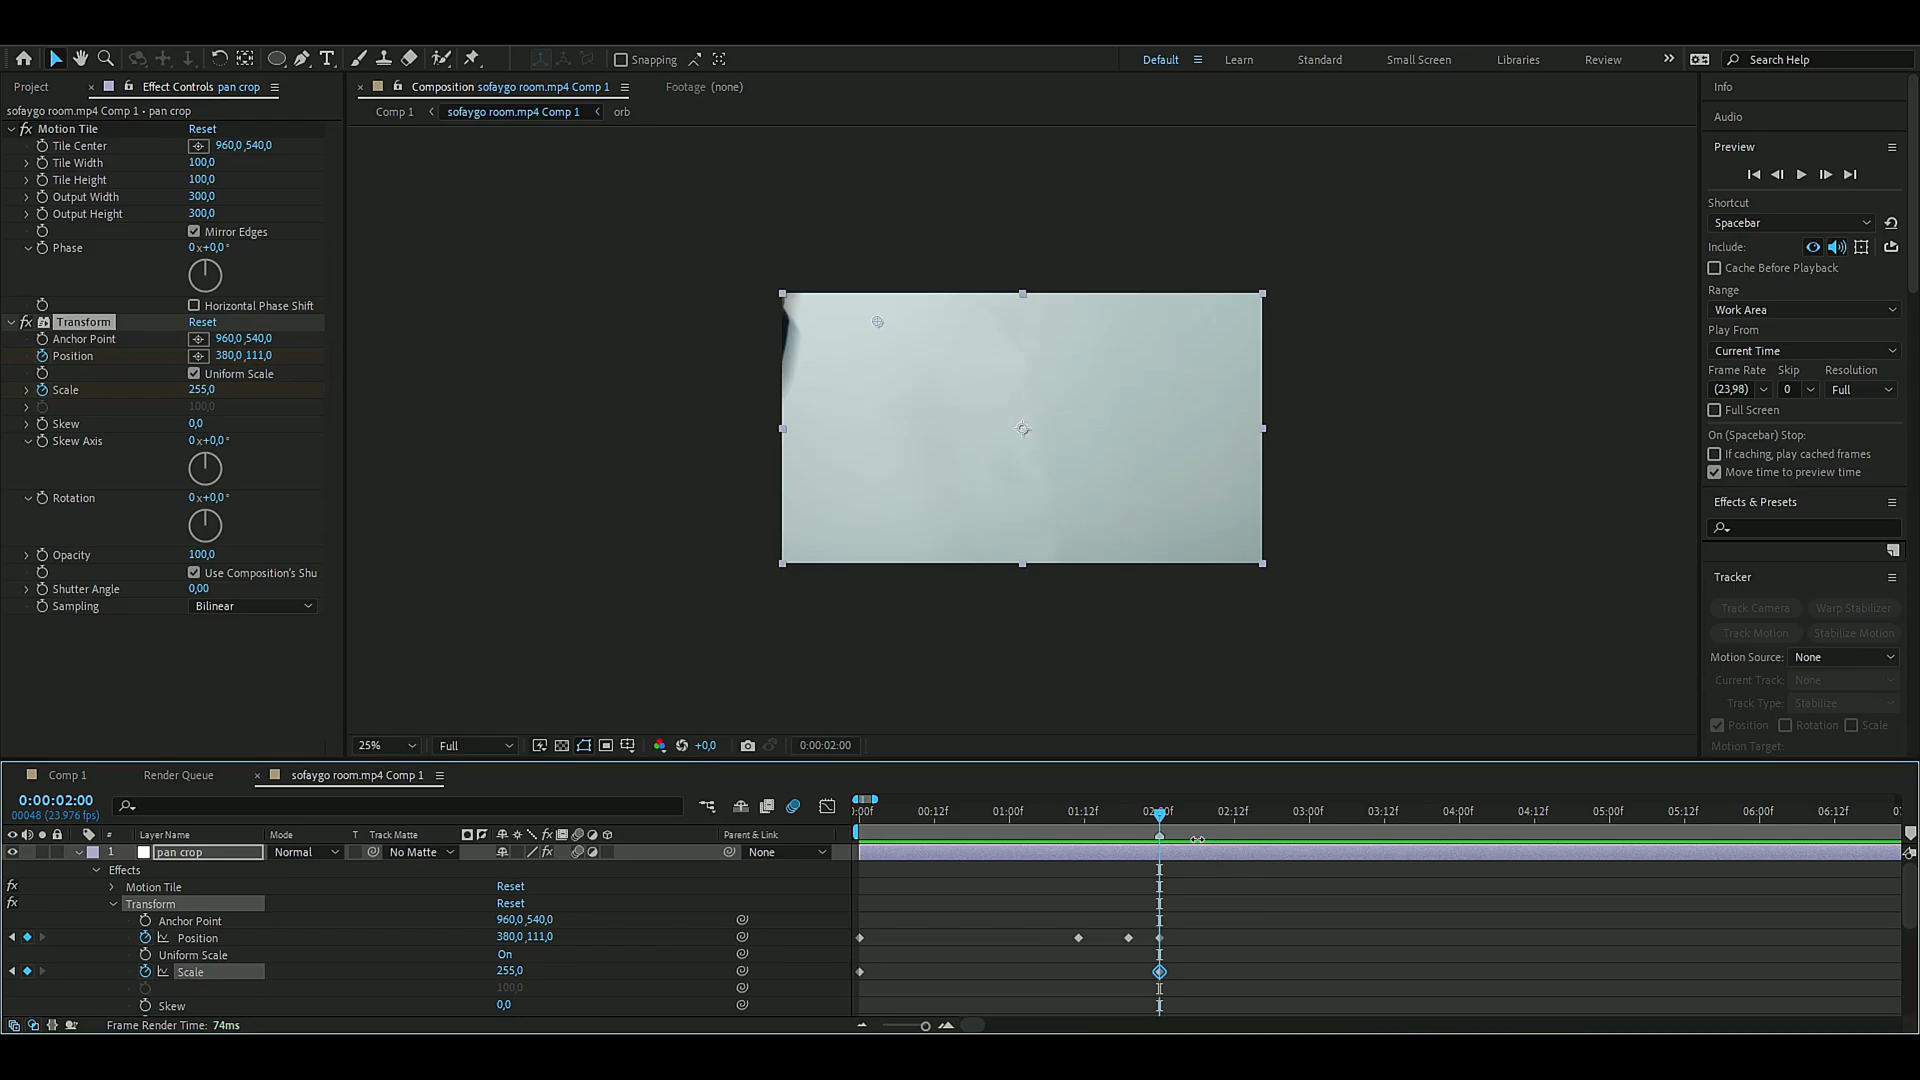 Snapping
Default
Learn
Standard
Small Screen
Libraries
Review
Search Help
Project
Effect Controls pan crop
sofaygo room.mp4 Comp 1 • pan crop
Motion Tile Reset
Tile Center 960,0 ,540,0
Tile Width 100,0
Tile Height 100,0
Output Width 300,0
Output Height 300,0
Mirror Edges
Phase 0 x+0,0°
Horizontal Phase Shift
Transform Reset
Anchor Point 960,0 ,540,0
Position 380,0 ,111,0
Uniform Scale
Scale 255,0
100,0
Skew 0,0
Skew Axis 0 x+0,0°
Rotation 0 x+0,0°
Opacity 100,0
Use Composition's Shu
Shutter Angle 0,00
Sampling Bilinear
Composition sofaygo room.mp4 Comp 1
Footage (none)
Comp 1
sofaygo room.mp4 Comp 1
orb
25%
Full
+0,0
0:00:02:00
Info
Audio
Preview
Shortcut
Spacebar
Include:
Cache Before Playback
Range
Work Area
Play From
Current Time
Frame Rate Skip Resolution
(23,98) 0 Full
Full Screen
On (Spacebar) Stop:
If caching, play cached frames
Move time to preview time
Effects & Presets
Tracker
Track Camera Warp Stabilizer
Track Motion Stabilize Motion
Motion Source: None
Current Track: None
Track Type: Stabilize
Position Rotation Scale
Motion Target:
Comp 1
Render Queue
sofaygo room.mp4 Comp 1
0:00:02:00
00048 (23.976 fps)
:00f 00:12f 01:00f 01:12f 02:00f 02:12f 03:00f 03:12f 04:00f 04:12f 05:00f 05:12f 06:00f 06:12f
# Layer Name Mode T Track Matte Parent & Link
1 pan crop Normal No Matte None
Effects
Motion Tile Reset
Transform Reset
Anchor Point 960,0 ,540,0
Position 380,0 ,111,0
Uniform Scale On
Scale 255,0
100,0
Skew 0,0
Frame Render Time: 74ms